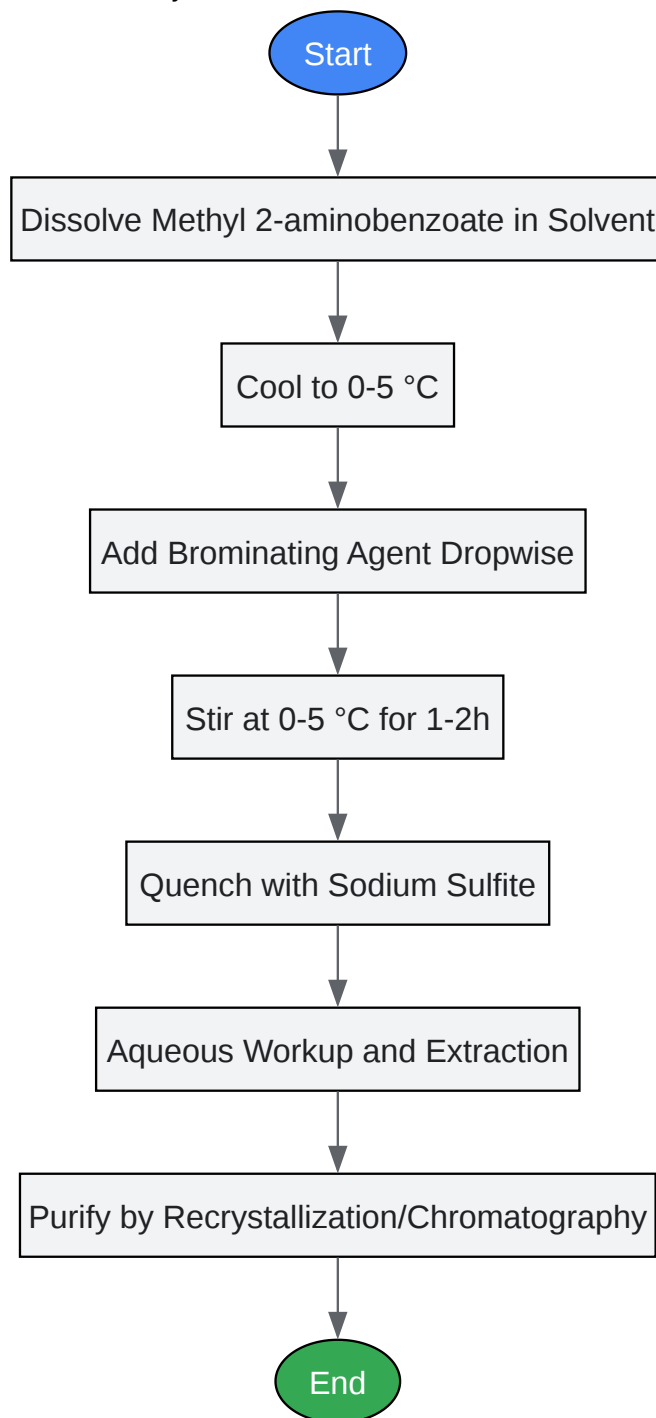 Start
Dissolve Methyl 2-aminobenzoate in Solvent
Cool to 0-5 °C
Add Brominating Agent Dropwise
Stir at 0-5 °C for 1-2h
Quench with Sodium Sulfite
Aqueous Workup and Extraction
Purify by Recrystallization/Chromatography
End